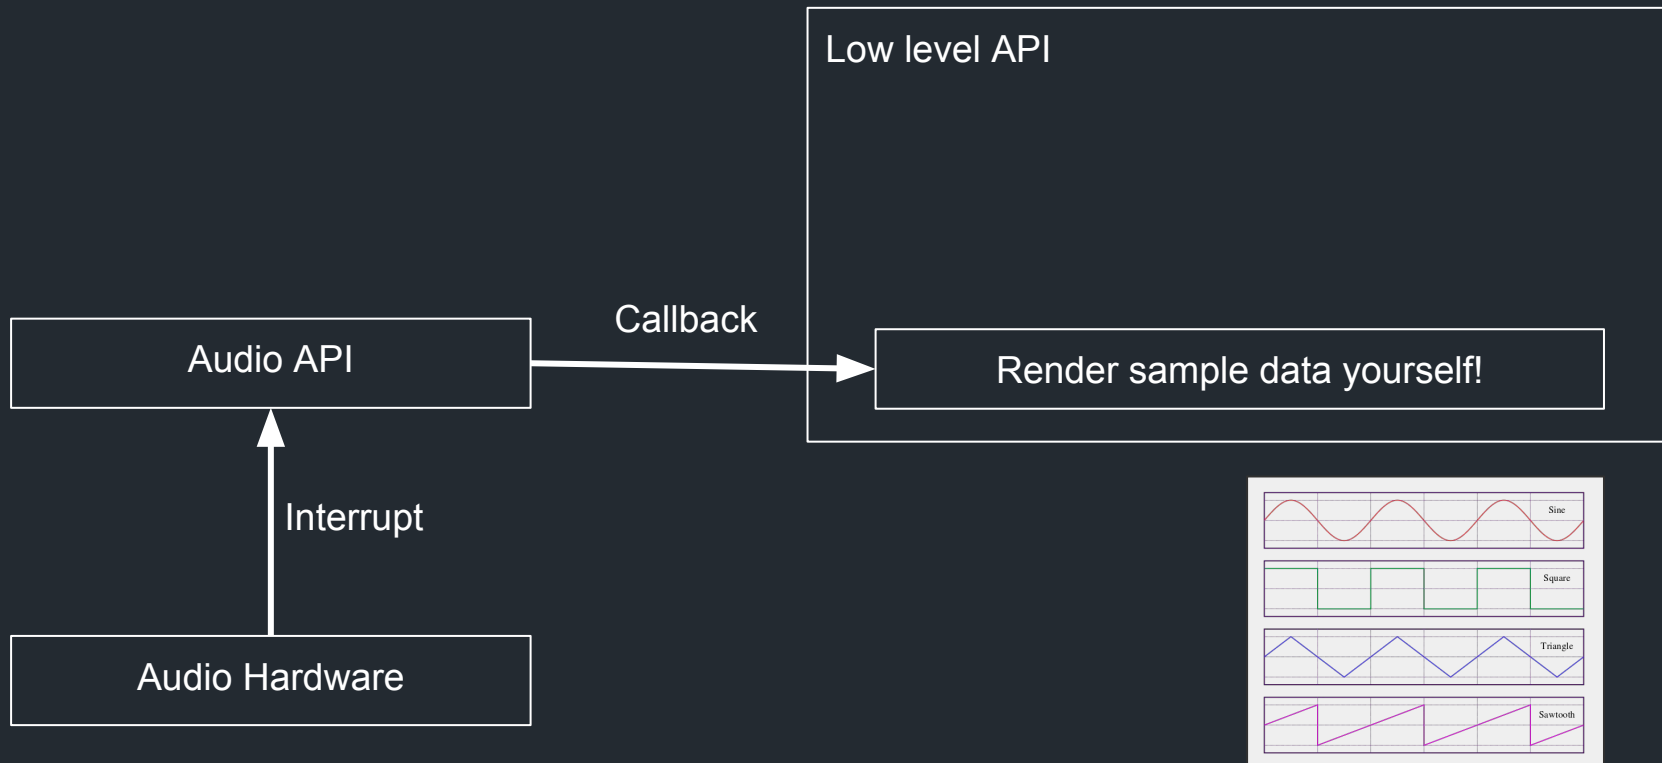 Low level API
Callback
Audio API
Render sample data yourself!
Interrupt
Audio Hardware
Sine
Square
Triangle
Sawtooth